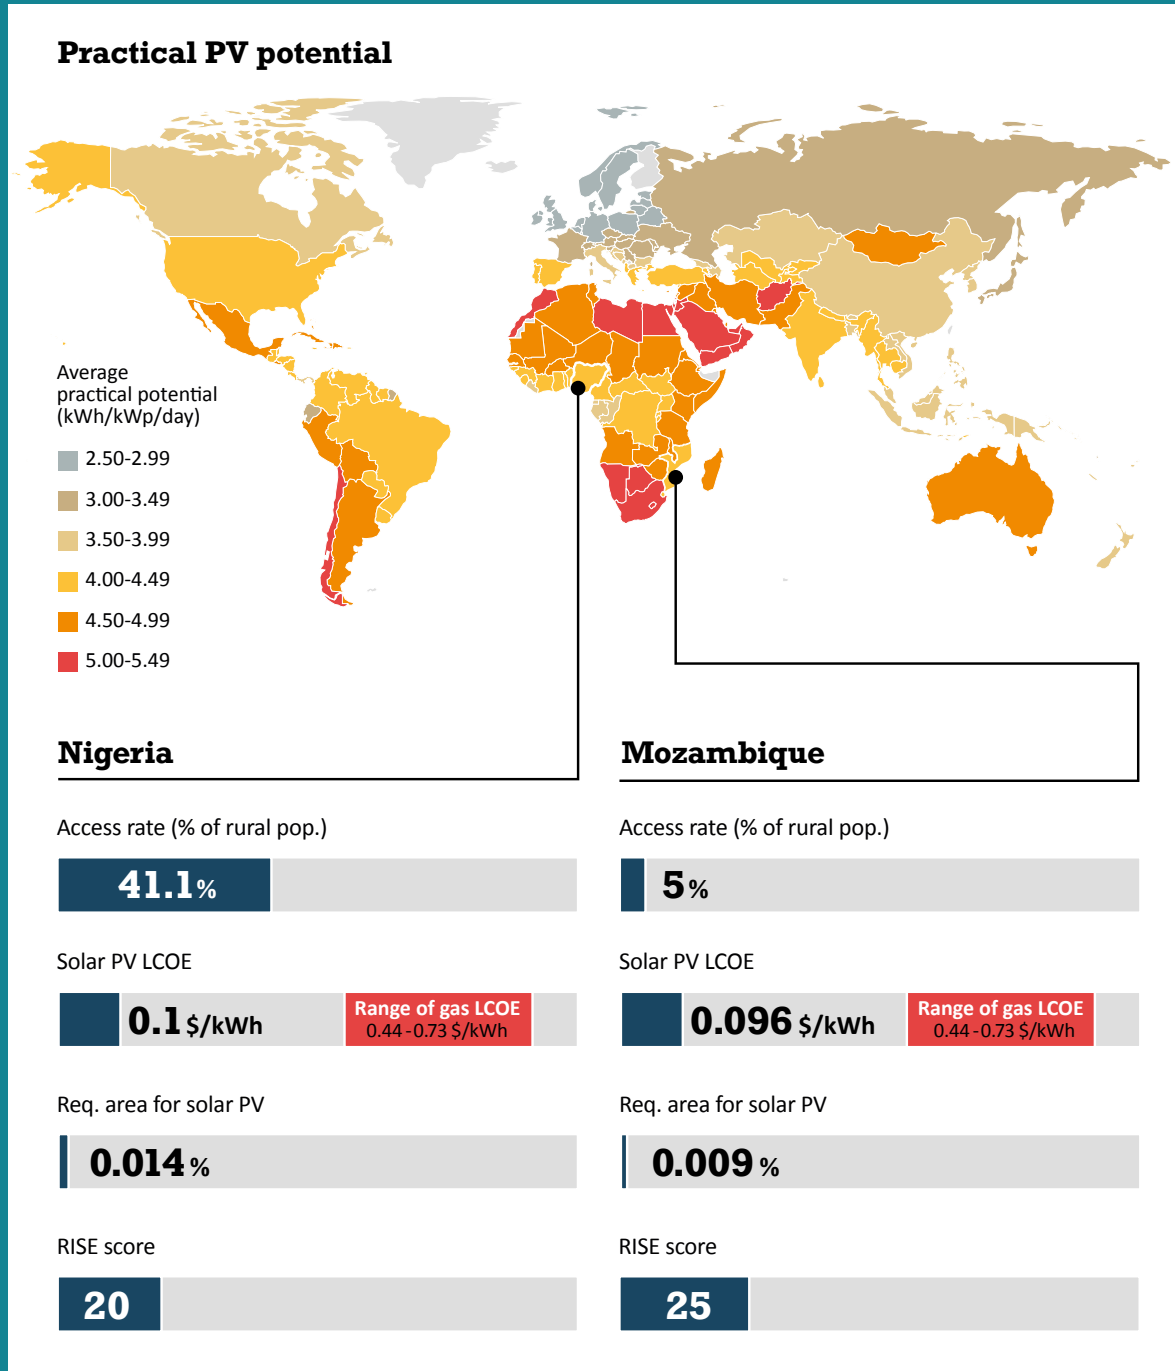 Practical PV potential
Average
practical potential
(kWh/kWp/day)
2.50-2.99
3.00-3.49
3.50-3.99
4.00-4.49
4.50-4.99
5.00-5.49
Nigeria
Access rate (% of rural pop.)
41.1%
Solar PV LCOE
0.1 $/kWh
Range of gas LCOE
0.44-0.73 $/kWh
Req. area for solar PV
0.014 %
RISE score
20
Mozambique
Access rate (% of rural pop.)
5%
Solar PV LCOE
0.096 $/kWh
Range of gas LCOE
0.44-0.73 $/kWh
Req. area for solar PV
0.009 %
RISE score
25